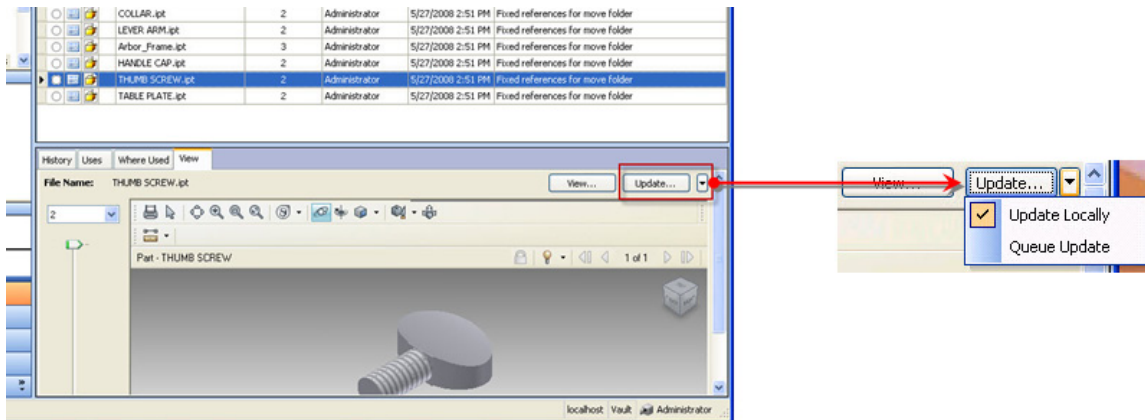 COLLAR.ipt 2 Administrator 5/27/2008 2:51 PM Fixed references for move folder
LEVER ARM.ipt 2 Administrator 5/27/2008 2:51 PM Fixed references for move folder
Arbor_Frame.ipt 3 Administrator 5/27/2008 2:51 PM Fixed references for move folder
HANDLE CAP.ipt 2 Administrator 5/27/2008 2:51 PM Fixed references for move folder
THUMB SCREW.ipt 2 Administrator 5/27/2008 2:51 PM Fixed references for move folder
TABLE PLATE.ipt 2 Administrator 5/27/2008 2:51 PM Fixed references for move folder
History Uses Where Used View
File Name: THUMB SCREW.ipt View... Update...
2
Part - THUMB SCREW 1 of 1
localhost Vault Administrator
View... Update...
Update Locally
Queue Update